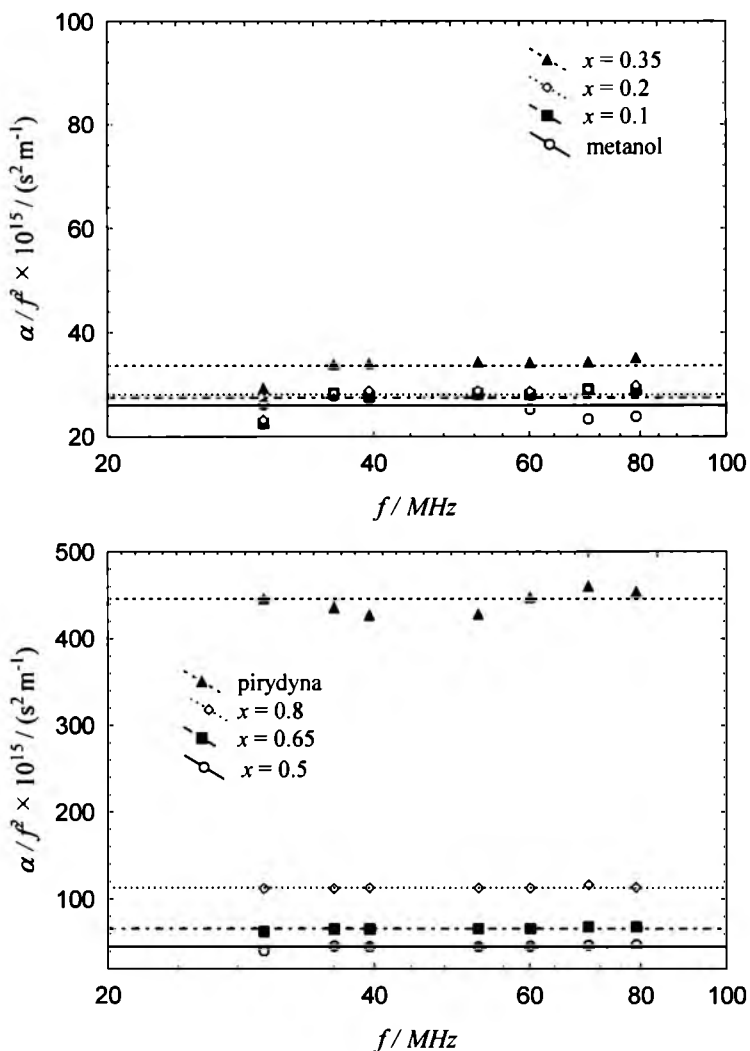 100
80
60
40
20
α / f² × 10¹⁵ / (s² m⁻¹)
x = 0.35
x = 0.2
x = 0.1
metanol
20 40 60 80 100
f / MHz
500
400
300
200
100
α / f² × 10¹⁵ / (s² m⁻¹)
pirydyna
x = 0.8
x = 0.65
x = 0.5
20 40 60 80 100
f / MHz